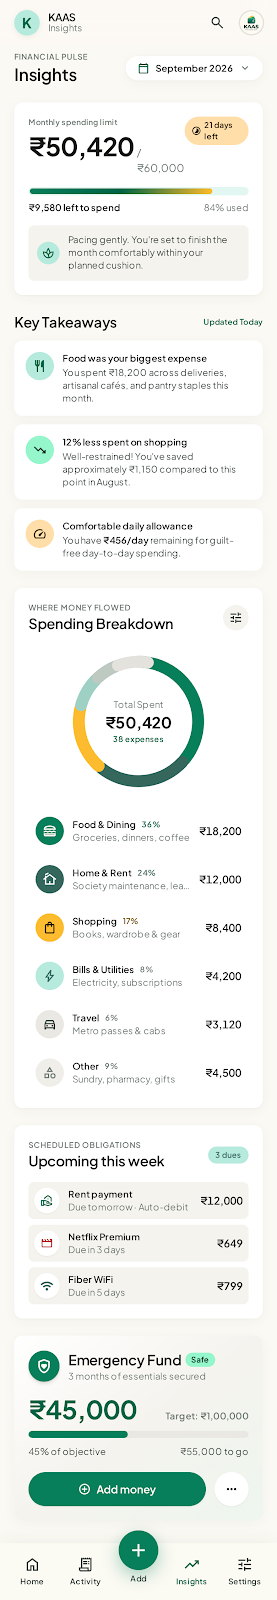 K
KAAS
Insights
KAAS
FINANCIAL PULSE
Insights
September 2026
Monthly spending limit
21 days
left
₹50,420 /
₹60,000
₹9,580 left to spend
84% used
Pacing gently. You're set to finish the
month comfortably within your
planned cushion.
Key Takeaways
Updated Today
Food was your biggest expense
You spent ₹18,200 across deliveries,
artisanal cafés, and pantry staples this
month.
12% less spent on shopping
Well-restrained! You've saved
approximately ₹1,150 compared to this
point in August.
Comfortable daily allowance
You have ₹456/day remaining for guilt-
free day-to-day spending.
WHERE MONEY FLOWED
Spending Breakdown
Total Spent
₹50,420
38 expenses
Food & Dining 36%
Groceries, dinners, coffee
₹18,200
Home & Rent 24%
Society maintenance, lea...
₹12,000
Shopping 17%
Books, wardrobe & gear
₹8,400
Bills & Utilities 8%
Electricity, subscriptions
₹4,200
Travel 6%
Metro passes & cabs
₹3,120
Other 9%
Sundry, pharmacy, gifts
₹4,500
SCHEDULED OBLIGATIONS
Upcoming this week
3 dues
Rent payment
Due tomorrow · Auto-debit
₹12,000
Netflix Premium
Due in 3 days
₹649
Fiber WiFi
Due in 5 days
₹799
Emergency Fund Safe
3 months of essentials secured
₹45,000
Target: ₹1,00,000
45% of objective
₹55,000 to go
Add money
Home
Activity
Add
Insights
Settings